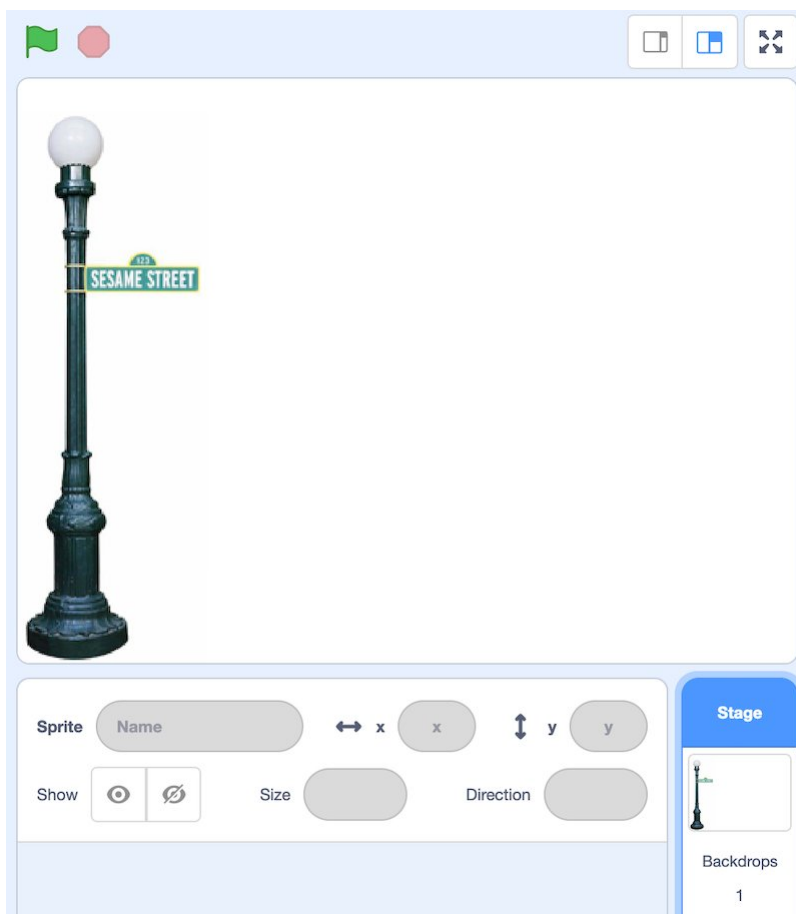 123
SESAME STREET
Sprite Name x x y y
Stage
Show Size Direction
Backdrops
1